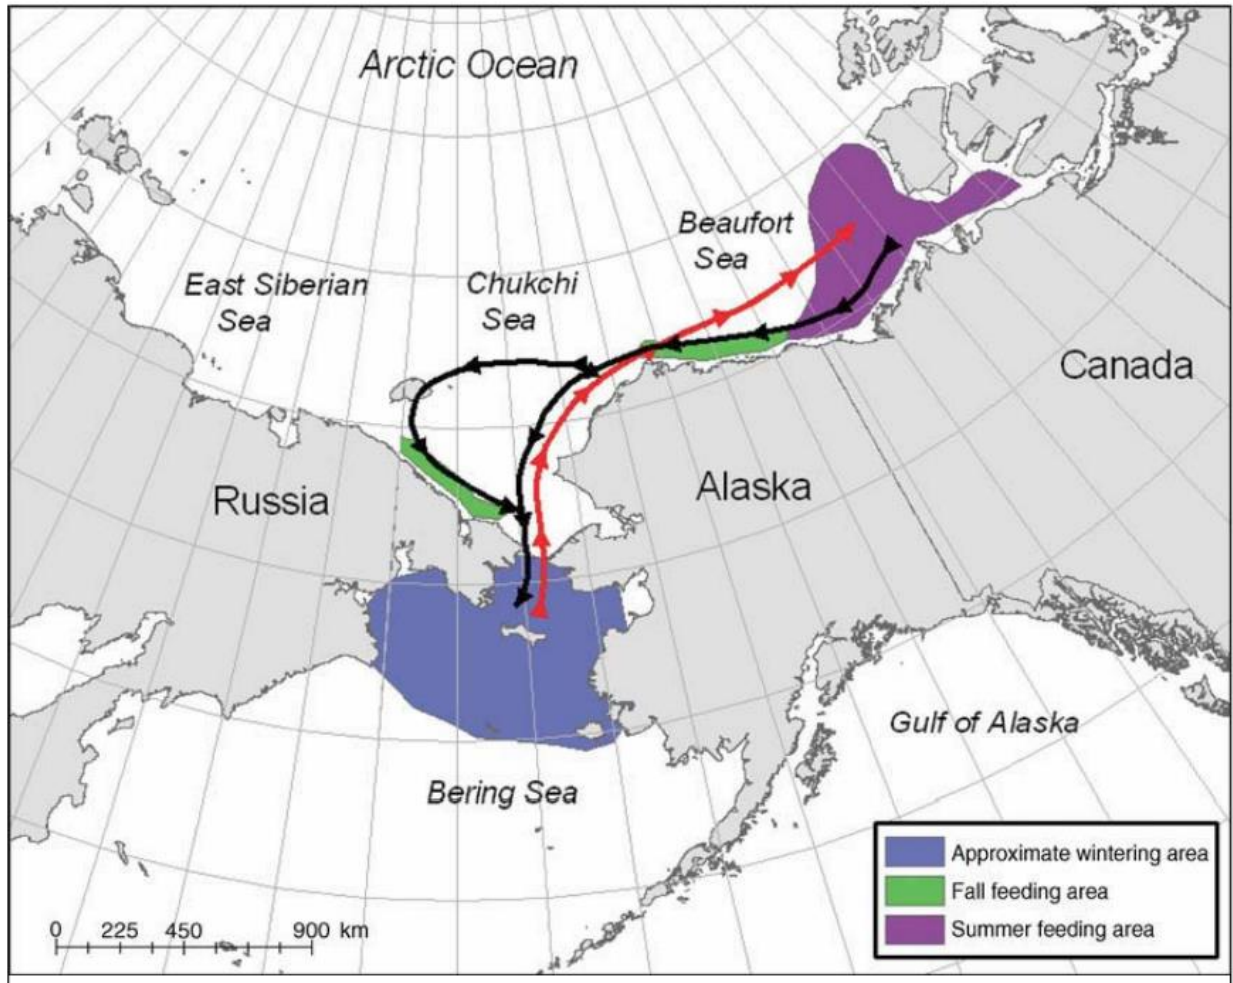 Arctic Ocean
Beaufort
Sea
East Siberian
Sea
Chukchi
Sea
Canada
Russia
Alaska
Gulf of Alaska
Bering Sea
Approximate wintering area
Fall feeding area
Summer feeding area
0 225 450 900 km